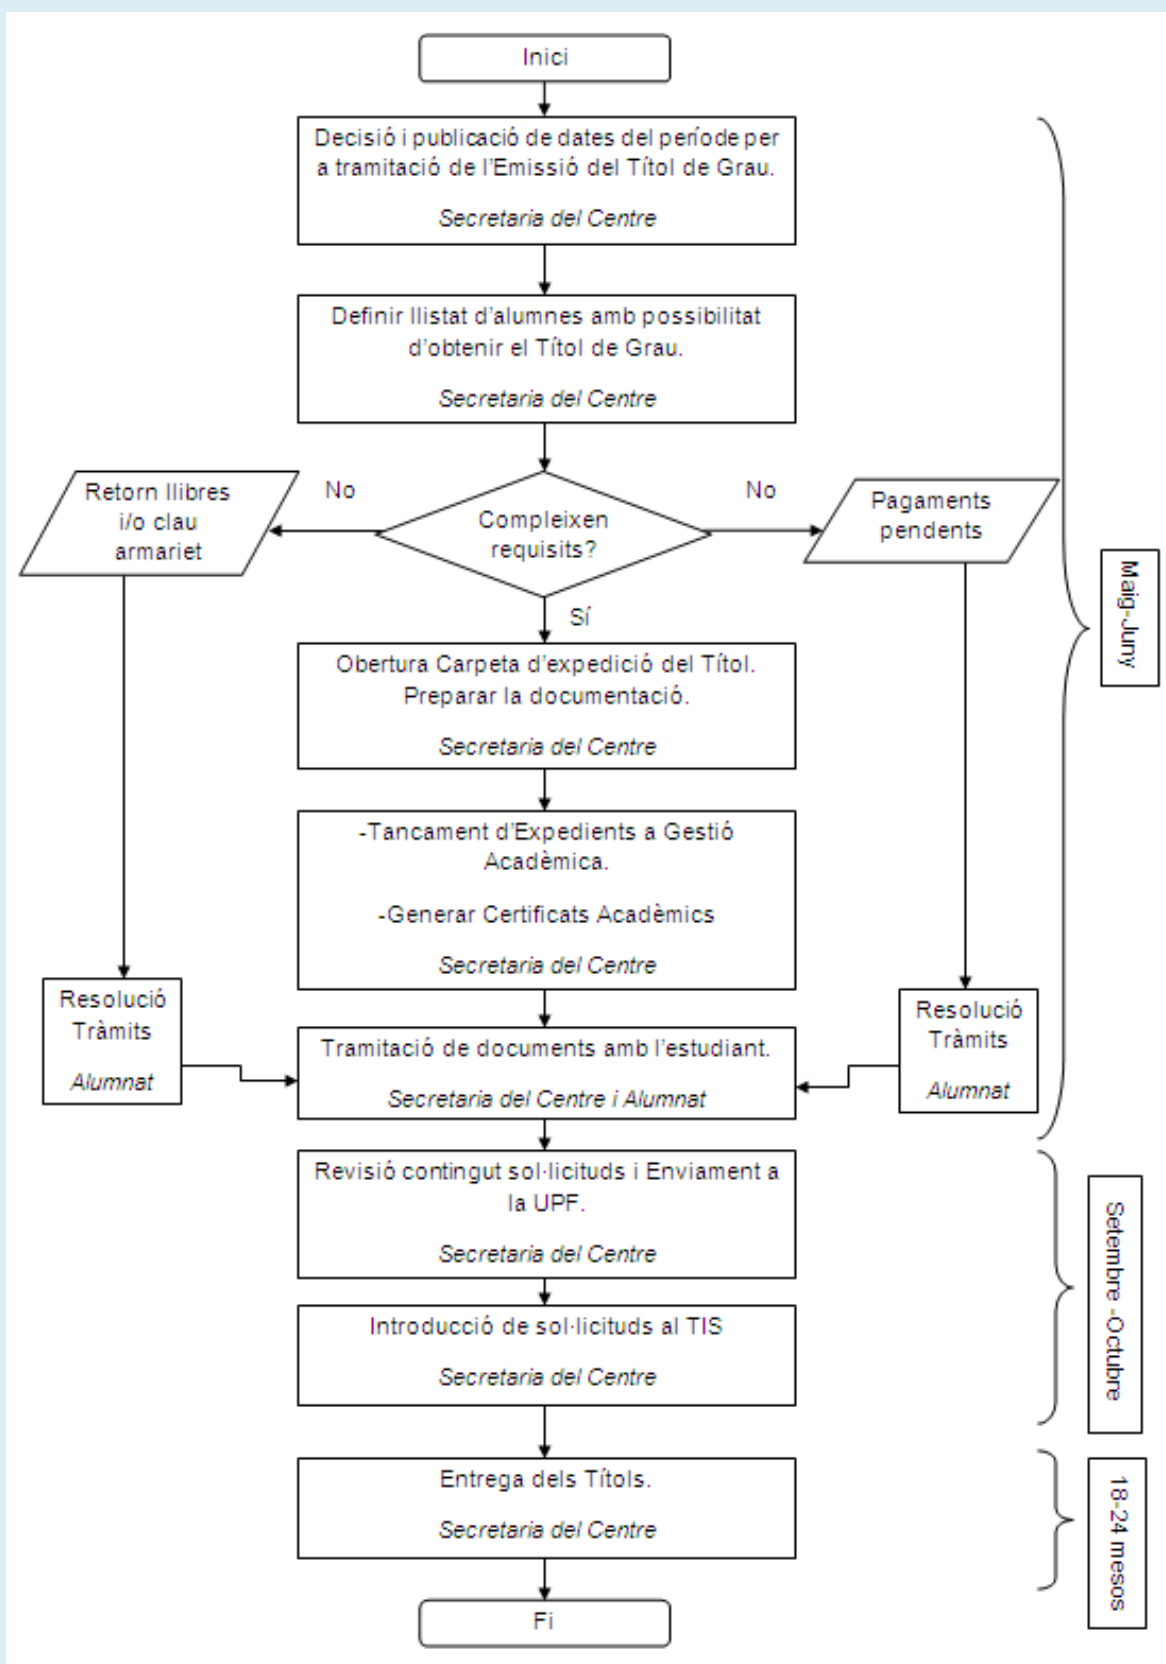 Inici
Decisió i publicació de dates del període per
a tramitació de l'Emissió del Títol de Grau.
Secretaria del Centre
Definir llistat d'alumnes amb possibilitat
d'obtenir el Títol de Grau.
Secretaria del Centre
Retorn llibres
i/o clau
armariet
No
Compleixen
requisits?
No
Pagaments
pendents
Sí
Maig-Juny
Obertura Carpeta d'expedició del Títol.
Preparar la documentació.
Secretaria del Centre
-Tancament d'Expedients a Gestió
Acadèmica.
-Generar Certificats Acadèmics
Secretaria del Centre
Resolució
Tràmits
Alumnat
Tramitació de documents amb l'estudiant.
Secretaria del Centre i Alumnat
Resolució
Tràmits
Alumnat
Revisió contingut sol·licituds i Enviament a
la UPF.
Secretaria del Centre
Introducció de sol·licituds al TIS
Secretaria del Centre
Setembre -Octubre
Entrega dels Títols.
Secretaria del Centre
18-24 mesos
Fi